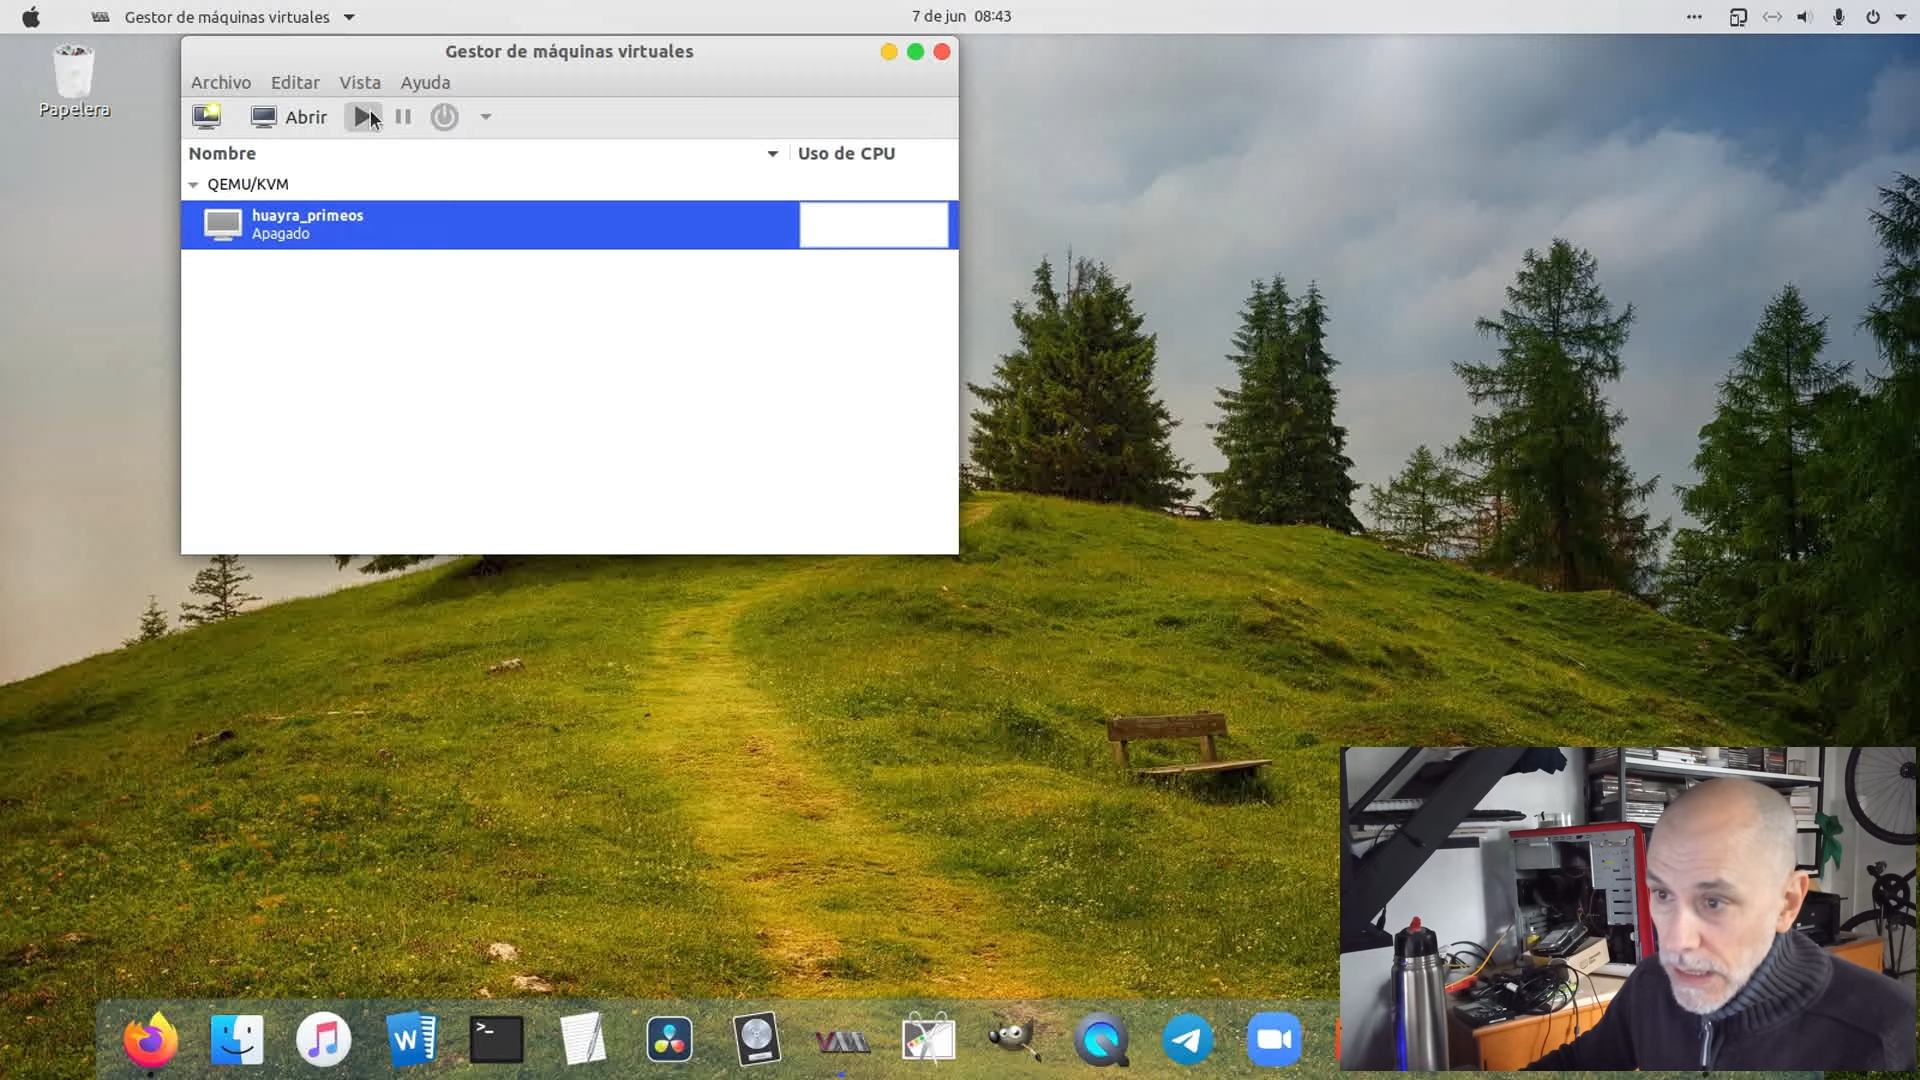 Gestor de máquinas virtuales
7 de jun 08:43
Papelera
Gestor de máquinas virtuales
Archivo Editar Vista Ayuda
Abrir
Nombre Uso de CPU
QEMU/KVM
huayra_primeos
Apagado
W
>_